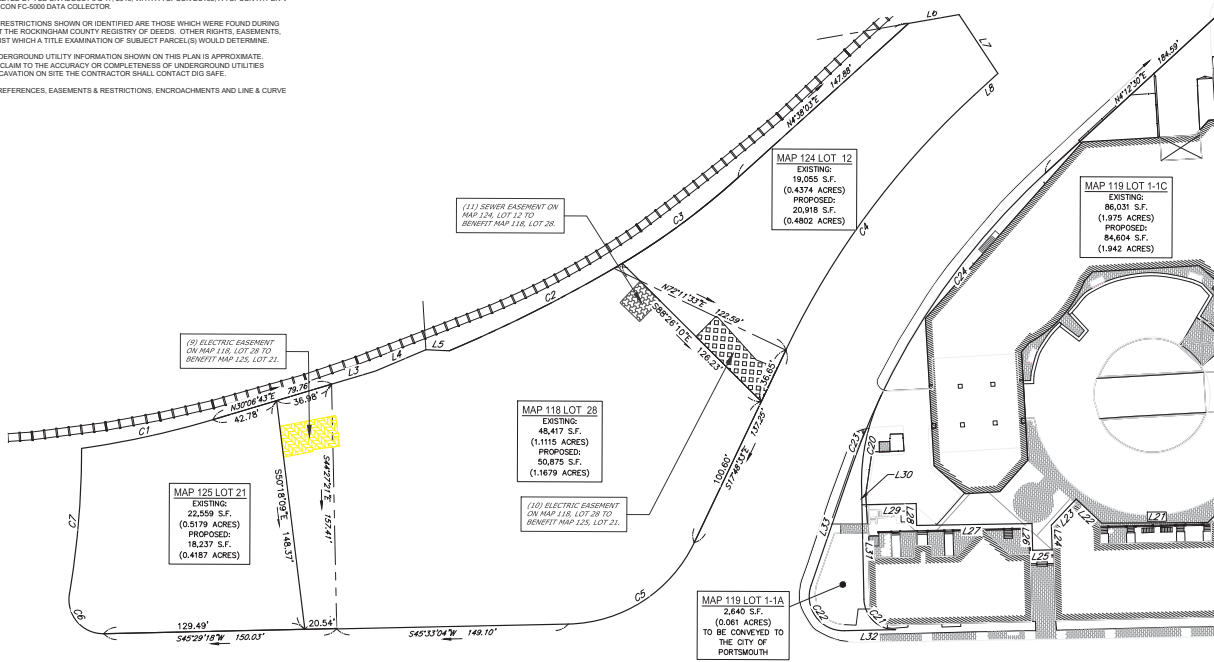 CON FC-5000 DATA COLLECTOR.
RESTRICTIONS SHOWN OR IDENTIFIED ARE THOSE WHICH WERE FOUND DURING
T THE ROCKINGHAM COUNTY REGISTRY OF DEEDS. OTHER RIGHTS, EASEMENTS,
IST WHICH A TITLE EXAMINATION OF SUBJECT PARCEL(S) WOULD DETERMINE.
DERGROUND UTILITY INFORMATION SHOWN ON THIS PLAN IS APPROXIMATE.
CLAIM TO THE ACCURACY OR COMPLETENESS OF UNDERGROUND UTILITIES
CAVATION ON SITE THE CONTRACTOR SHALL CONTACT DIG SAFE.
REFERENCES, EASEMENTS & RESTRICTIONS, ENCROACHMENTS AND LINE & CURVE
L6
L7
L8
N4°38'03"E 147.88'
N4°12'30"E 184.59'
MAP 124 LOT 12
EXISTING:
19,055 S.F.
(0.4374 ACRES)
PROPOSED:
20,918 S.F.
(0.4802 ACRES)
MAP 119 LOT 1-1C
EXISTING:
86,031 S.F.
(1.975 ACRES)
PROPOSED:
84,604 S.F.
(1.942 ACRES)
(11) SEWER EASEMENT ON
MAP 124, LOT 12 TO
BENEFIT MAP 118, LOT 28.
C3
C4
C24
C2
N72°11'33"E 122.59'
S88°26'10"E
126.23'
36.65'
(9) ELECTRIC EASEMENT
ON MAP 118, LOT 28 TO
BENEFIT MAP 125, LOT 21.
L5
L4
L3
N30°06'43"E 79.76'
36.98'
42.78'
C1
MAP 118 LOT 28
EXISTING:
48,417 S.F.
(1.1115 ACRES)
PROPOSED:
50,875 S.F.
(1.1679 ACRES)
137.25'
S17°48'33"E
100.60'
C23
C20
L30
MAP 125 LOT 21
EXISTING:
22,559 S.F.
(0.5179 ACRES)
PROPOSED:
18,237 S.F.
(0.4187 ACRES)
S50°18'09"E 148.37'
S44°27'21"E 157.41'
(10) ELECTRIC EASEMENT
ON MAP 118, LOT 28 TO
BENEFIT MAP 125, LOT 21.
C7
L33
L29
L28
L31
L27
L26
L25
L24
L23
L22
L21
MAP 119 LOT 1-1A
2,640 S.F.
(0.061 ACRES)
TO BE CONVEYED TO
THE CITY OF
PORTSMOUTH
C5
C6
C22
C21
L32
129.49'
20.54'
S45°29'18"W 150.03'
S45°33'04"W 149.10'